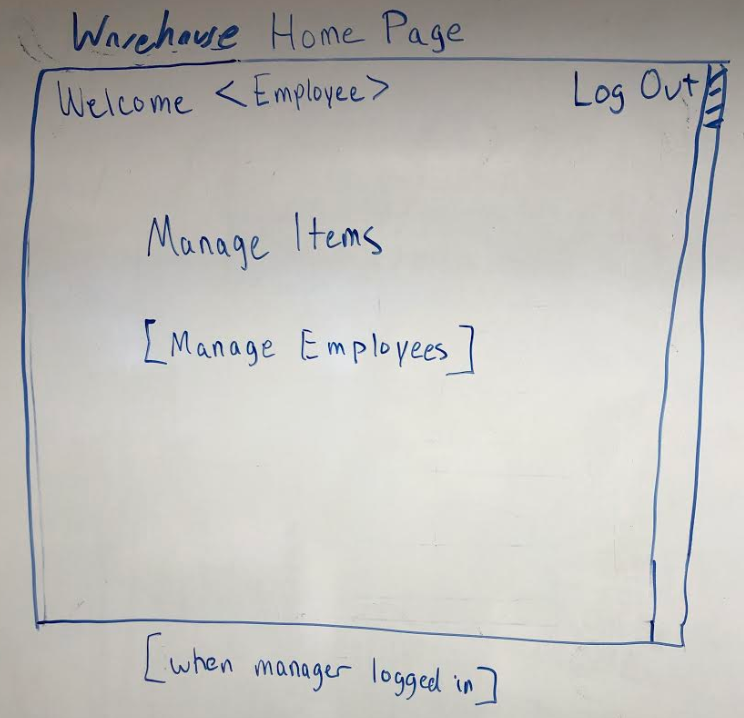 Warehouse Home Page
Welcome <Employee> Log Out
Manage Items
[Manage Employees]
[when manager logged in]